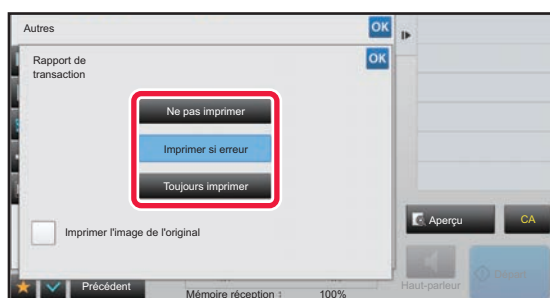 Autres
OK
Rapport de
transaction
OK
Ne pas imprimer
Imprimer si erreur
Toujours imprimer
Imprimer l'image de l'original
Aperçu
CA
Précédent
Mémoire réception :
100%
Haut-parleur
Départ